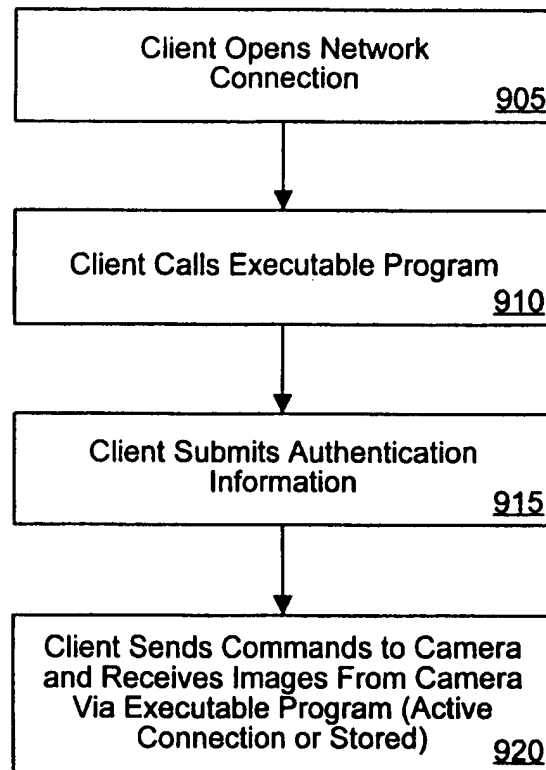 Client Opens Network
Connection
905
Client Calls Executable Program
910
Client Submits Authentication
Information
915
Client Sends Commands to Camera
and Receives Images From Camera
Via Executable Program (Active
Connection or Stored)
920